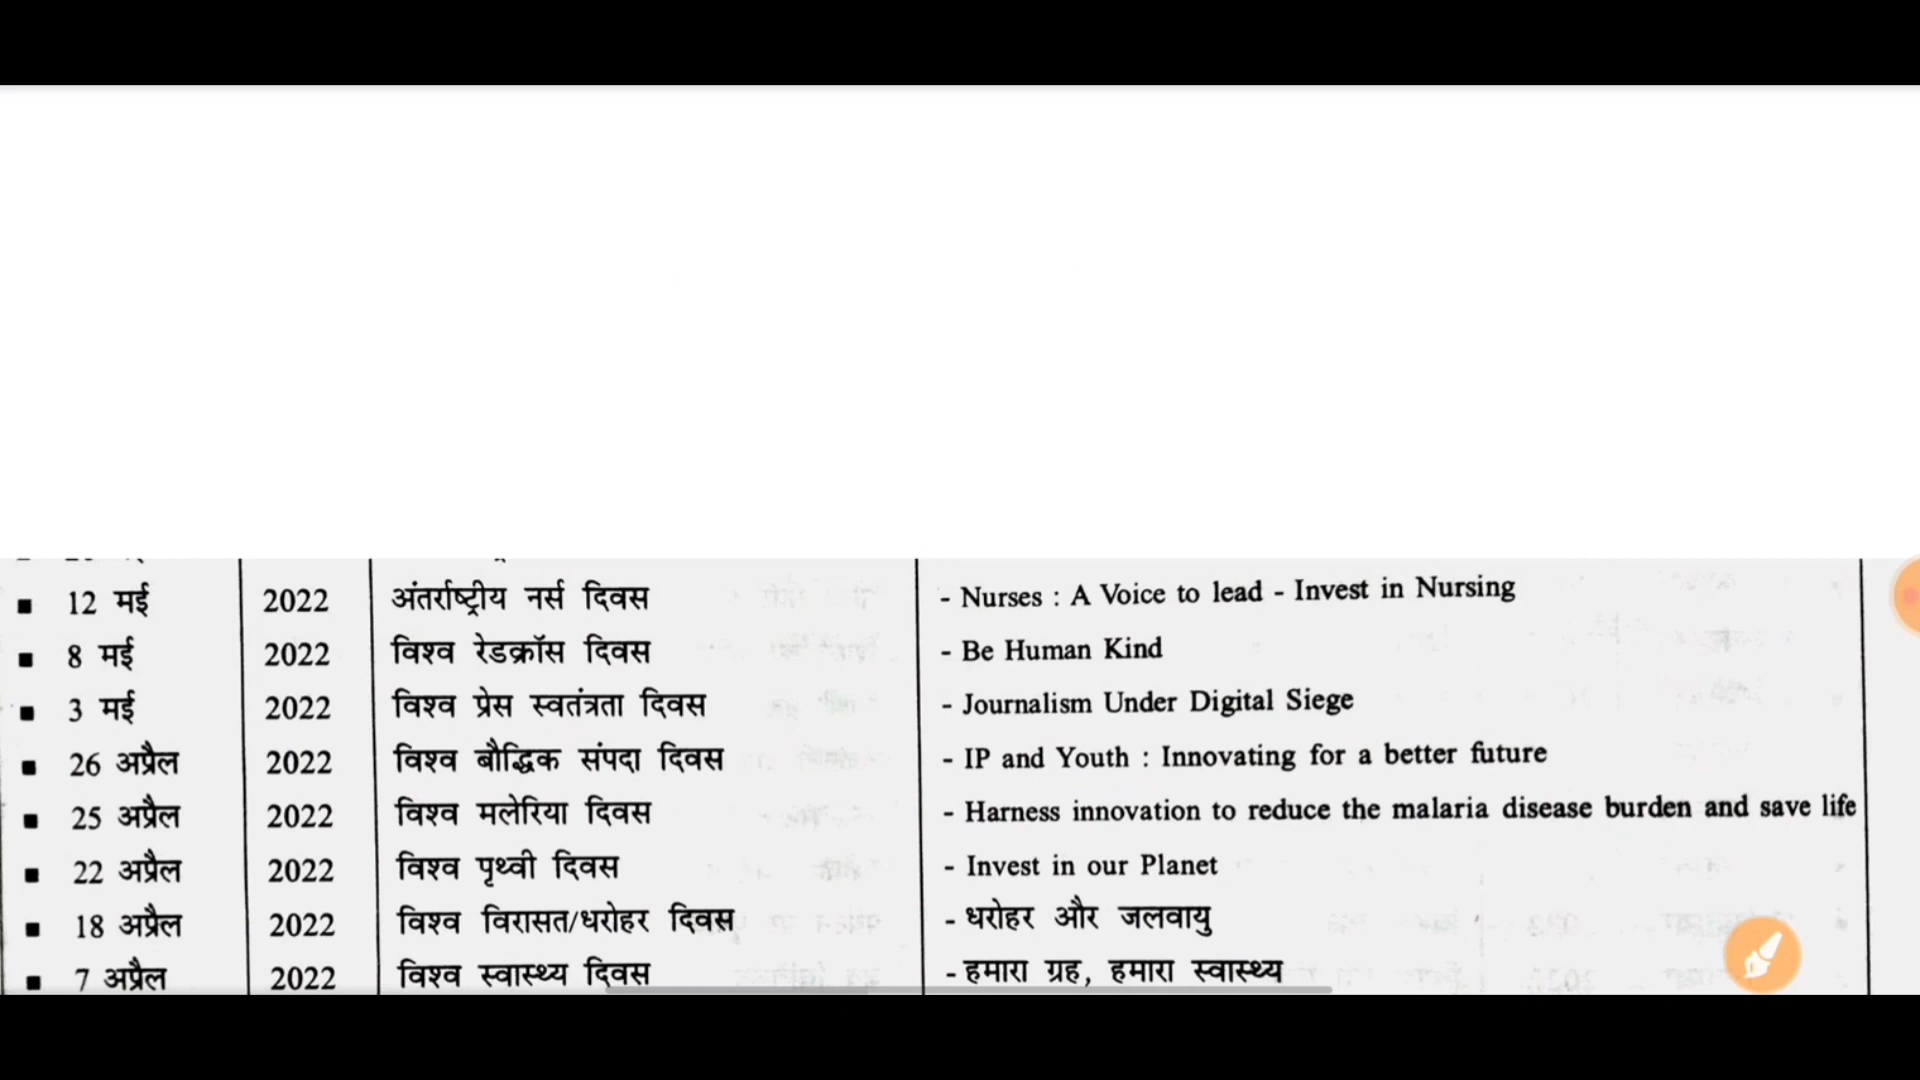 ▪ 12 मई 2022 अंतर्राष्ट्रीय नर्स दिवस - Nurses : A Voice to lead - Invest in Nursing
▪ 8 मई 2022 विश्व रेडक्रॉस दिवस - Be Human Kind
▪ 3 मई 2022 विश्व प्रेस स्वतंत्रता दिवस - Journalism Under Digital Siege
▪ 26 अप्रैल 2022 विश्व बौद्धिक संपदा दिवस - IP and Youth : Innovating for a better future
▪ 25 अप्रैल 2022 विश्व मलेरिया दिवस - Harness innovation to reduce the malaria disease burden and save life
▪ 22 अप्रैल 2022 विश्व पृथ्वी दिवस - Invest in our Planet
▪ 18 अप्रैल 2022 विश्व विरासत/धरोहर दिवस - धरोहर और जलवायु
▪ 7 अप्रैल 2022 विश्व स्वास्थ्य दिवस - हमारा ग्रह, हमारा स्वास्थ्य